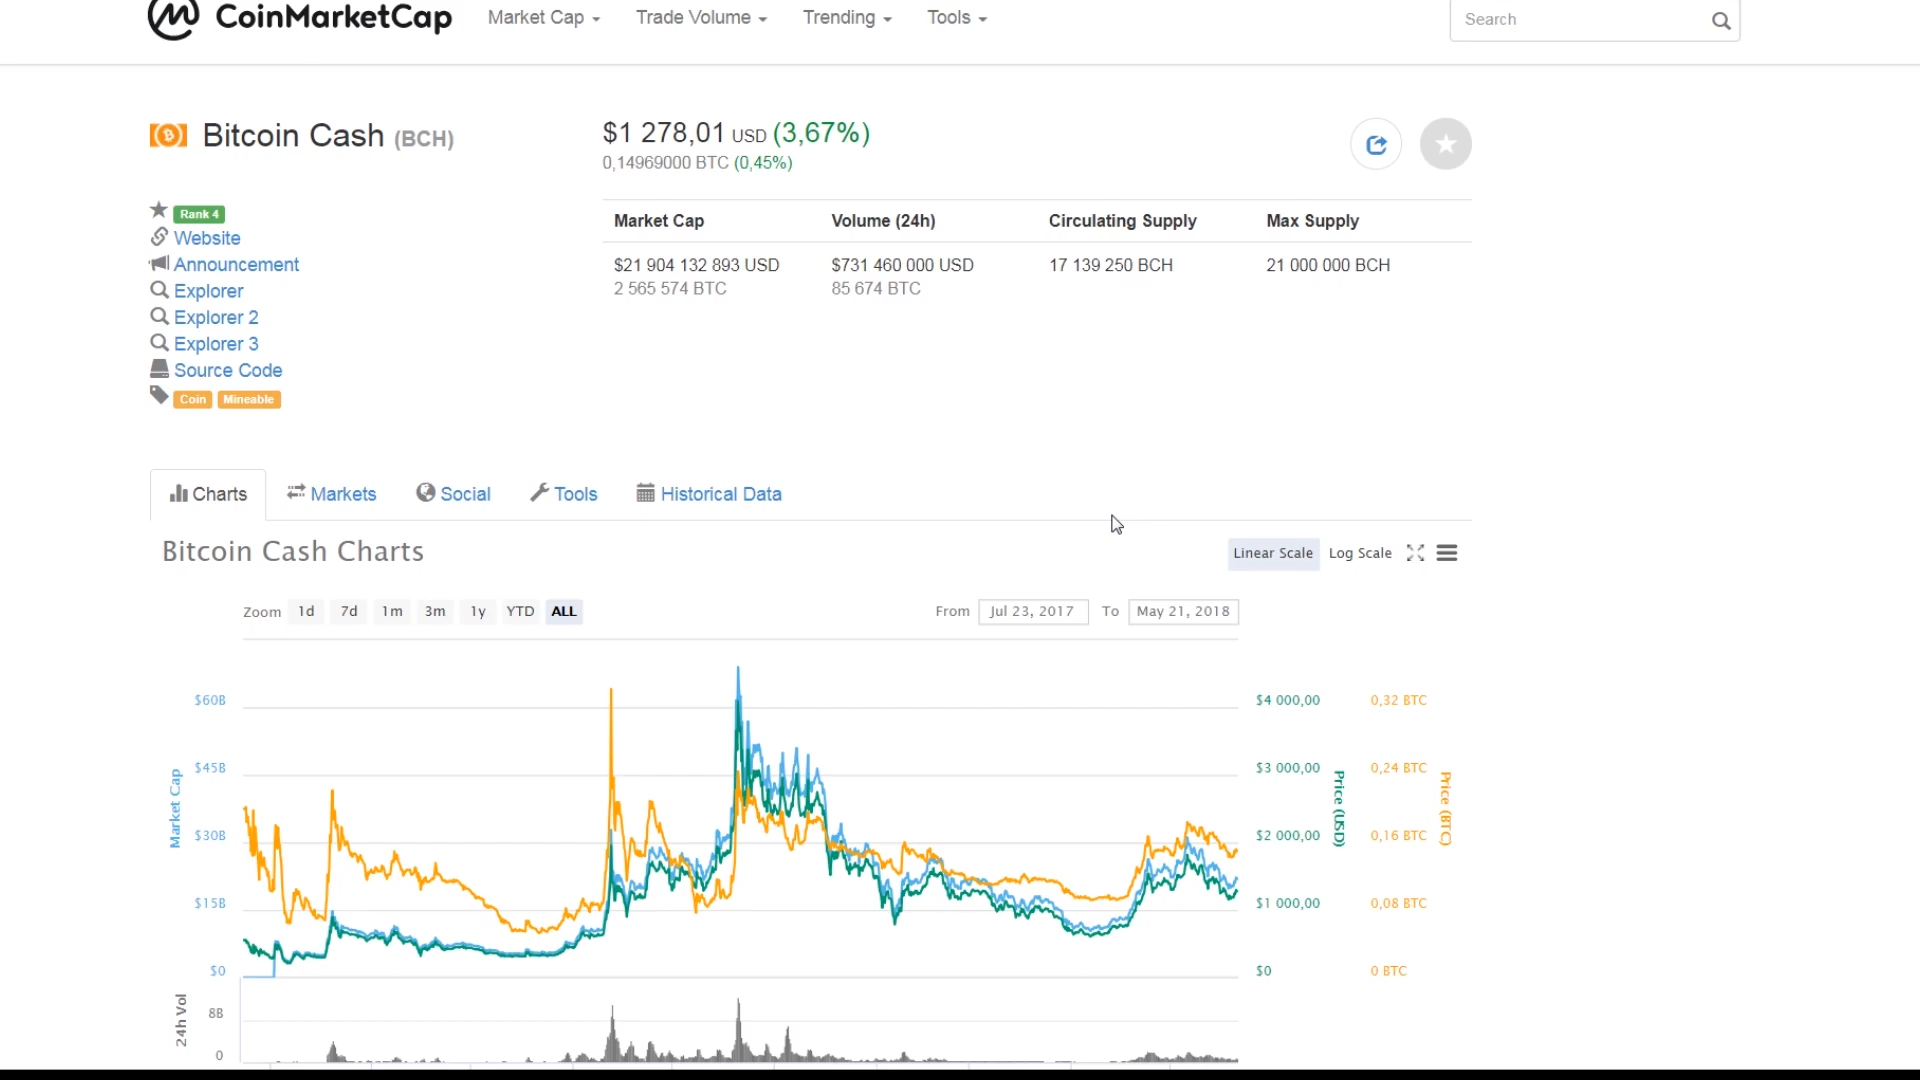 CoinMarketCap Market Cap Trade Volume Trending Tools Search
Bitcoin Cash (BCH)
$1 278,01 USD (3,67%)
0,14969000 BTC (0,45%)
Rank 4
Website
Announcement
Explorer
Explorer 2
Explorer 3
Source Code
Coin Mineable
Market Cap Volume (24h) Circulating Supply Max Supply
$21 904 132 893 USD $731 460 000 USD 17 139 250 BCH 21 000 000 BCH
2 565 574 BTC 85 674 BTC
Charts Markets Social Tools Historical Data
Bitcoin Cash Charts
Linear Scale Log Scale
Zoom 1d 7d 1m 3m 1y YTD ALL From Jul 23, 2017 To May 21, 2018
$60B $4 000,00 0,32 BTC
$45B $3 000,00 0,24 BTC
Market Cap Price (USD) Price (BTC)
$30B $2 000,00 0,16 BTC
$15B $1 000,00 0,08 BTC
$0 $0 0 BTC
24h Vol
8B
0